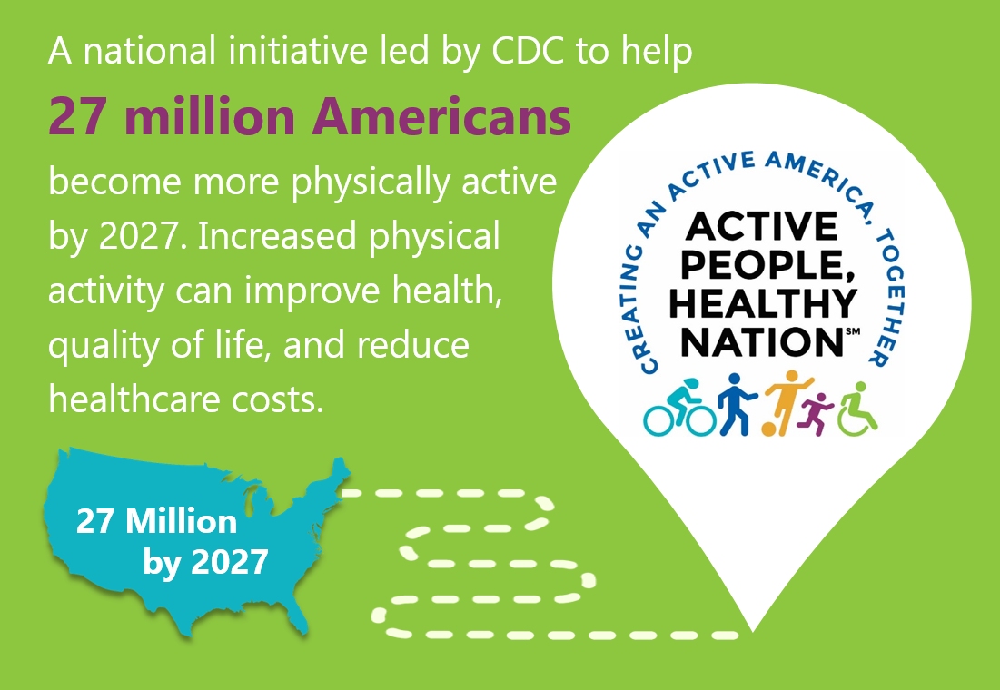 A national initiative led by CDC to help
27 million Americans
become more physically active
by 2027. Increased physical
activity can improve health,
quality of life, and reduce
healthcare costs.
CREATING AN ACTIVE AMERICA, TOGETHER
ACTIVE
PEOPLE,
HEALTHY
NATION℠
27 Million
by 2027